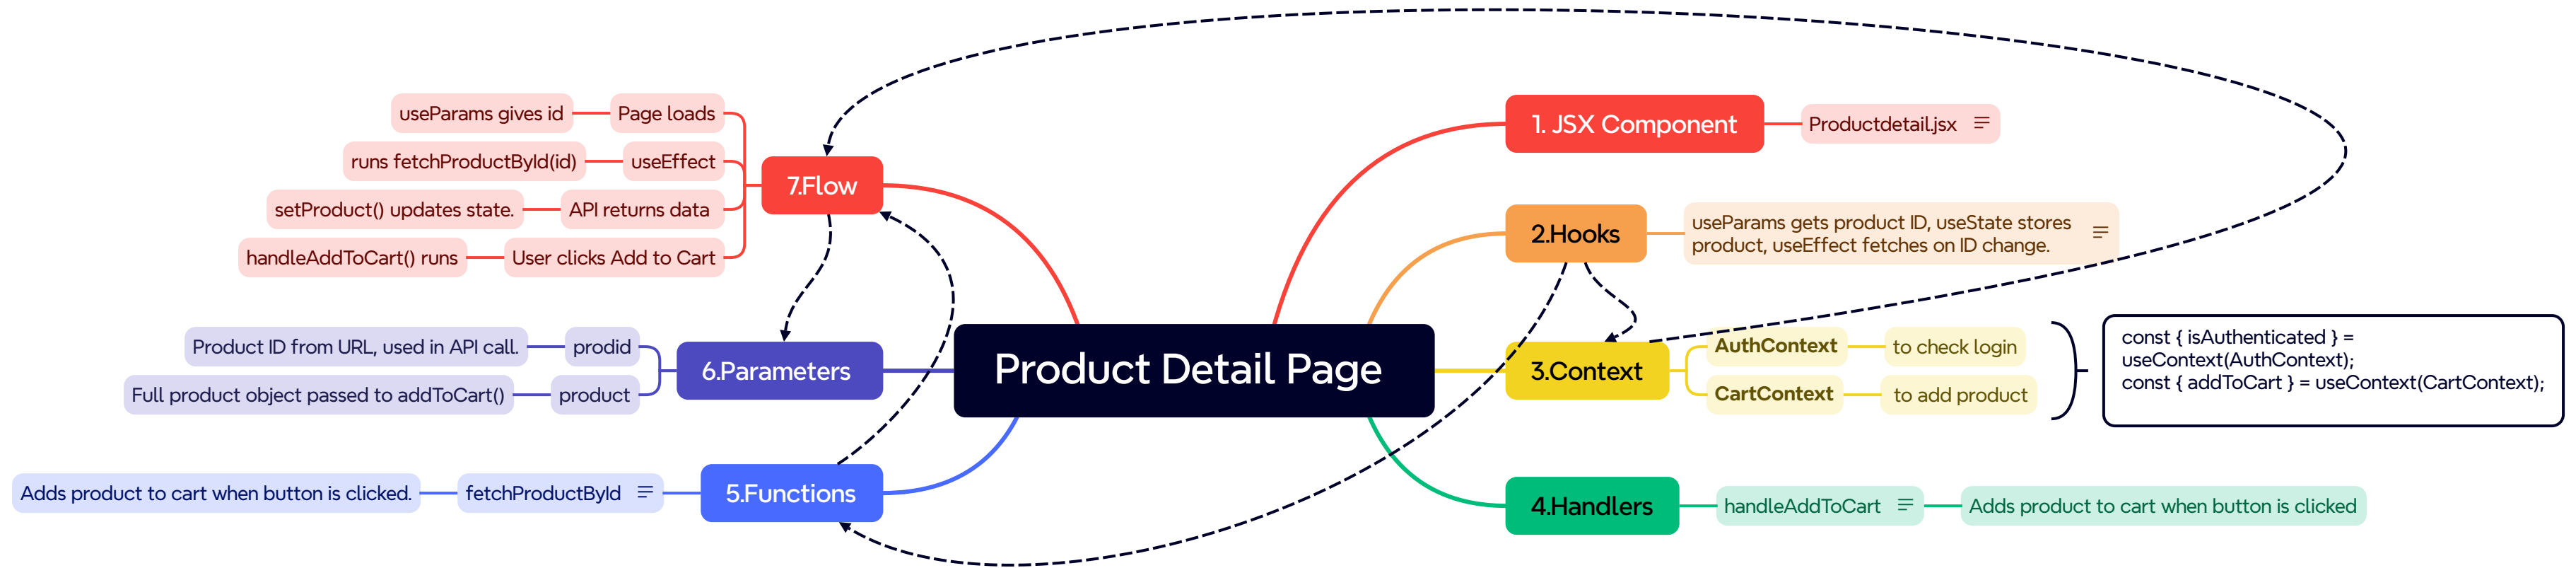 Product Detail Page
1. JSX Component
Productdetail.jsx
2.Hooks
useParams gets product ID, useState stores
product, useEffect fetches on ID change.
3.Context
AuthContext
to check login
CartContext
to add product
const { isAuthenticated } =
useContext(AuthContext);
const { addToCart } = useContext(CartContext);
4.Handlers
handleAddToCart
Adds product to cart when button is clicked
5.Functions
fetchProductById
Adds product to cart when button is clicked.
6.Parameters
prodid
Product ID from URL, used in API call.
product
Full product object passed to addToCart()
7.Flow
Page loads
useParams gives id
useEffect
runs fetchProductById(id)
API returns data
setProduct() updates state.
User clicks Add to Cart
handleAddToCart() runs